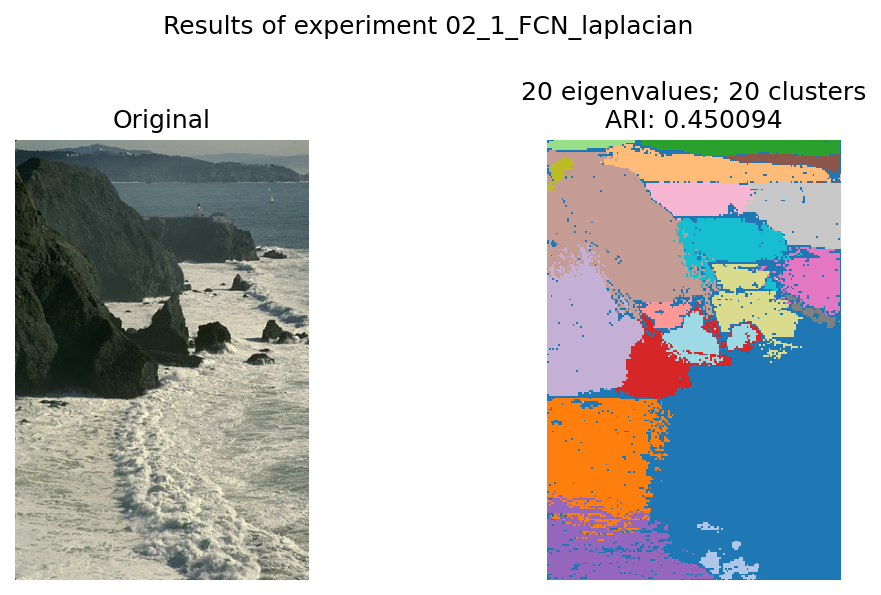 Results of experiment 02_1_FCN_laplacian
Original
20 eigenvalues; 20 clusters
ARI: 0.450094